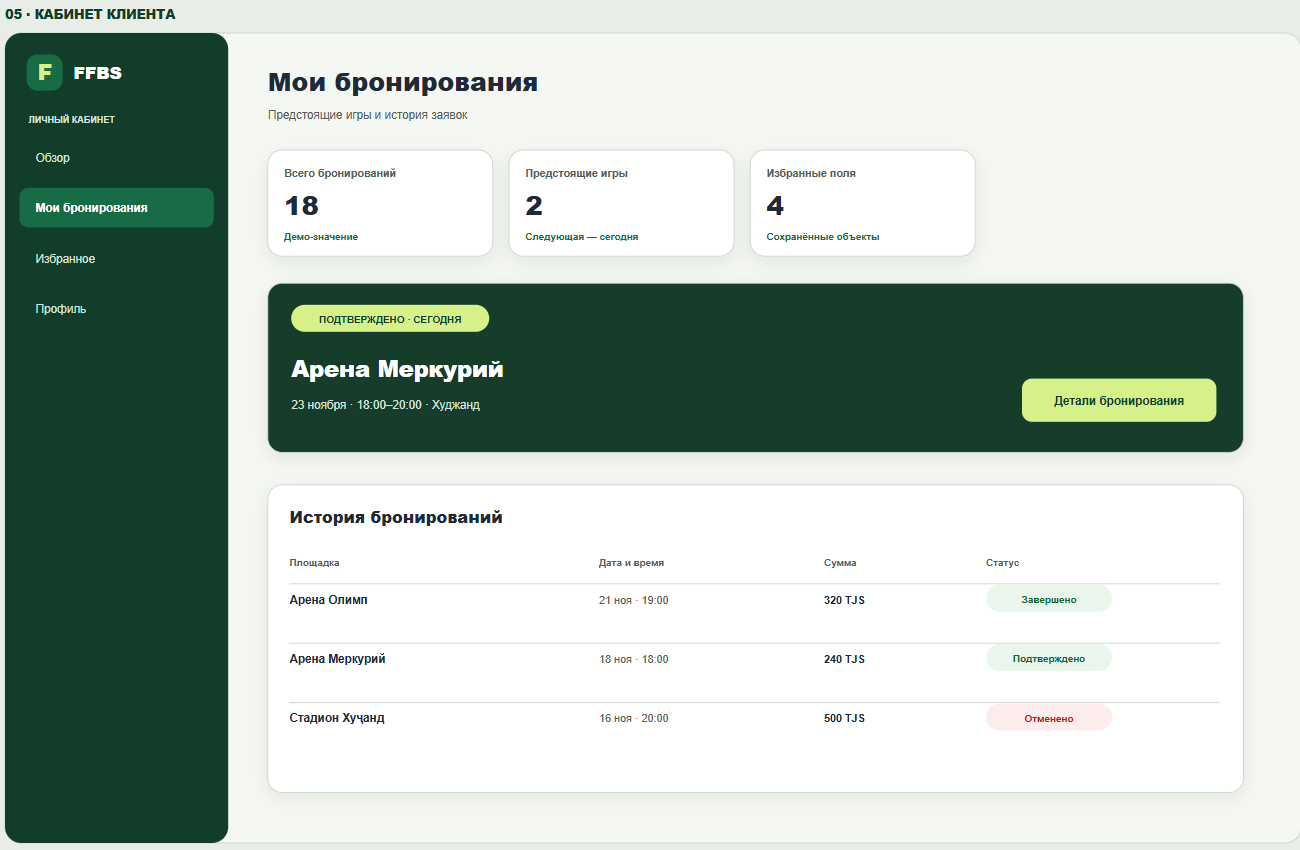 05 · КАБИНЕТ КЛИЕНТА
F FFBS
ЛИЧНЫЙ КАБИНЕТ
Обзор
Мои бронирования
Избранное
Профиль
Мои бронирования
Предстоящие игры и история заявок
Всего бронирований
18
Демо-значение
Предстоящие игры
2
Следующая — сегодня
Избранные поля
4
Сохранённые объекты
ПОДТВЕРЖДЕНО · СЕГОДНЯ
Арена Меркурий
23 ноября · 18:00–20:00 · Худжанд
Детали бронирования
История бронирований
Площадка Дата и время Сумма Статус
Арена Олимп 21 ноя · 19:00 320 TJS Завершено
Арена Меркурий 18 ноя · 18:00 240 TJS Подтверждено
Стадион Хуҷанд 16 ноя · 20:00 500 TJS Отменено